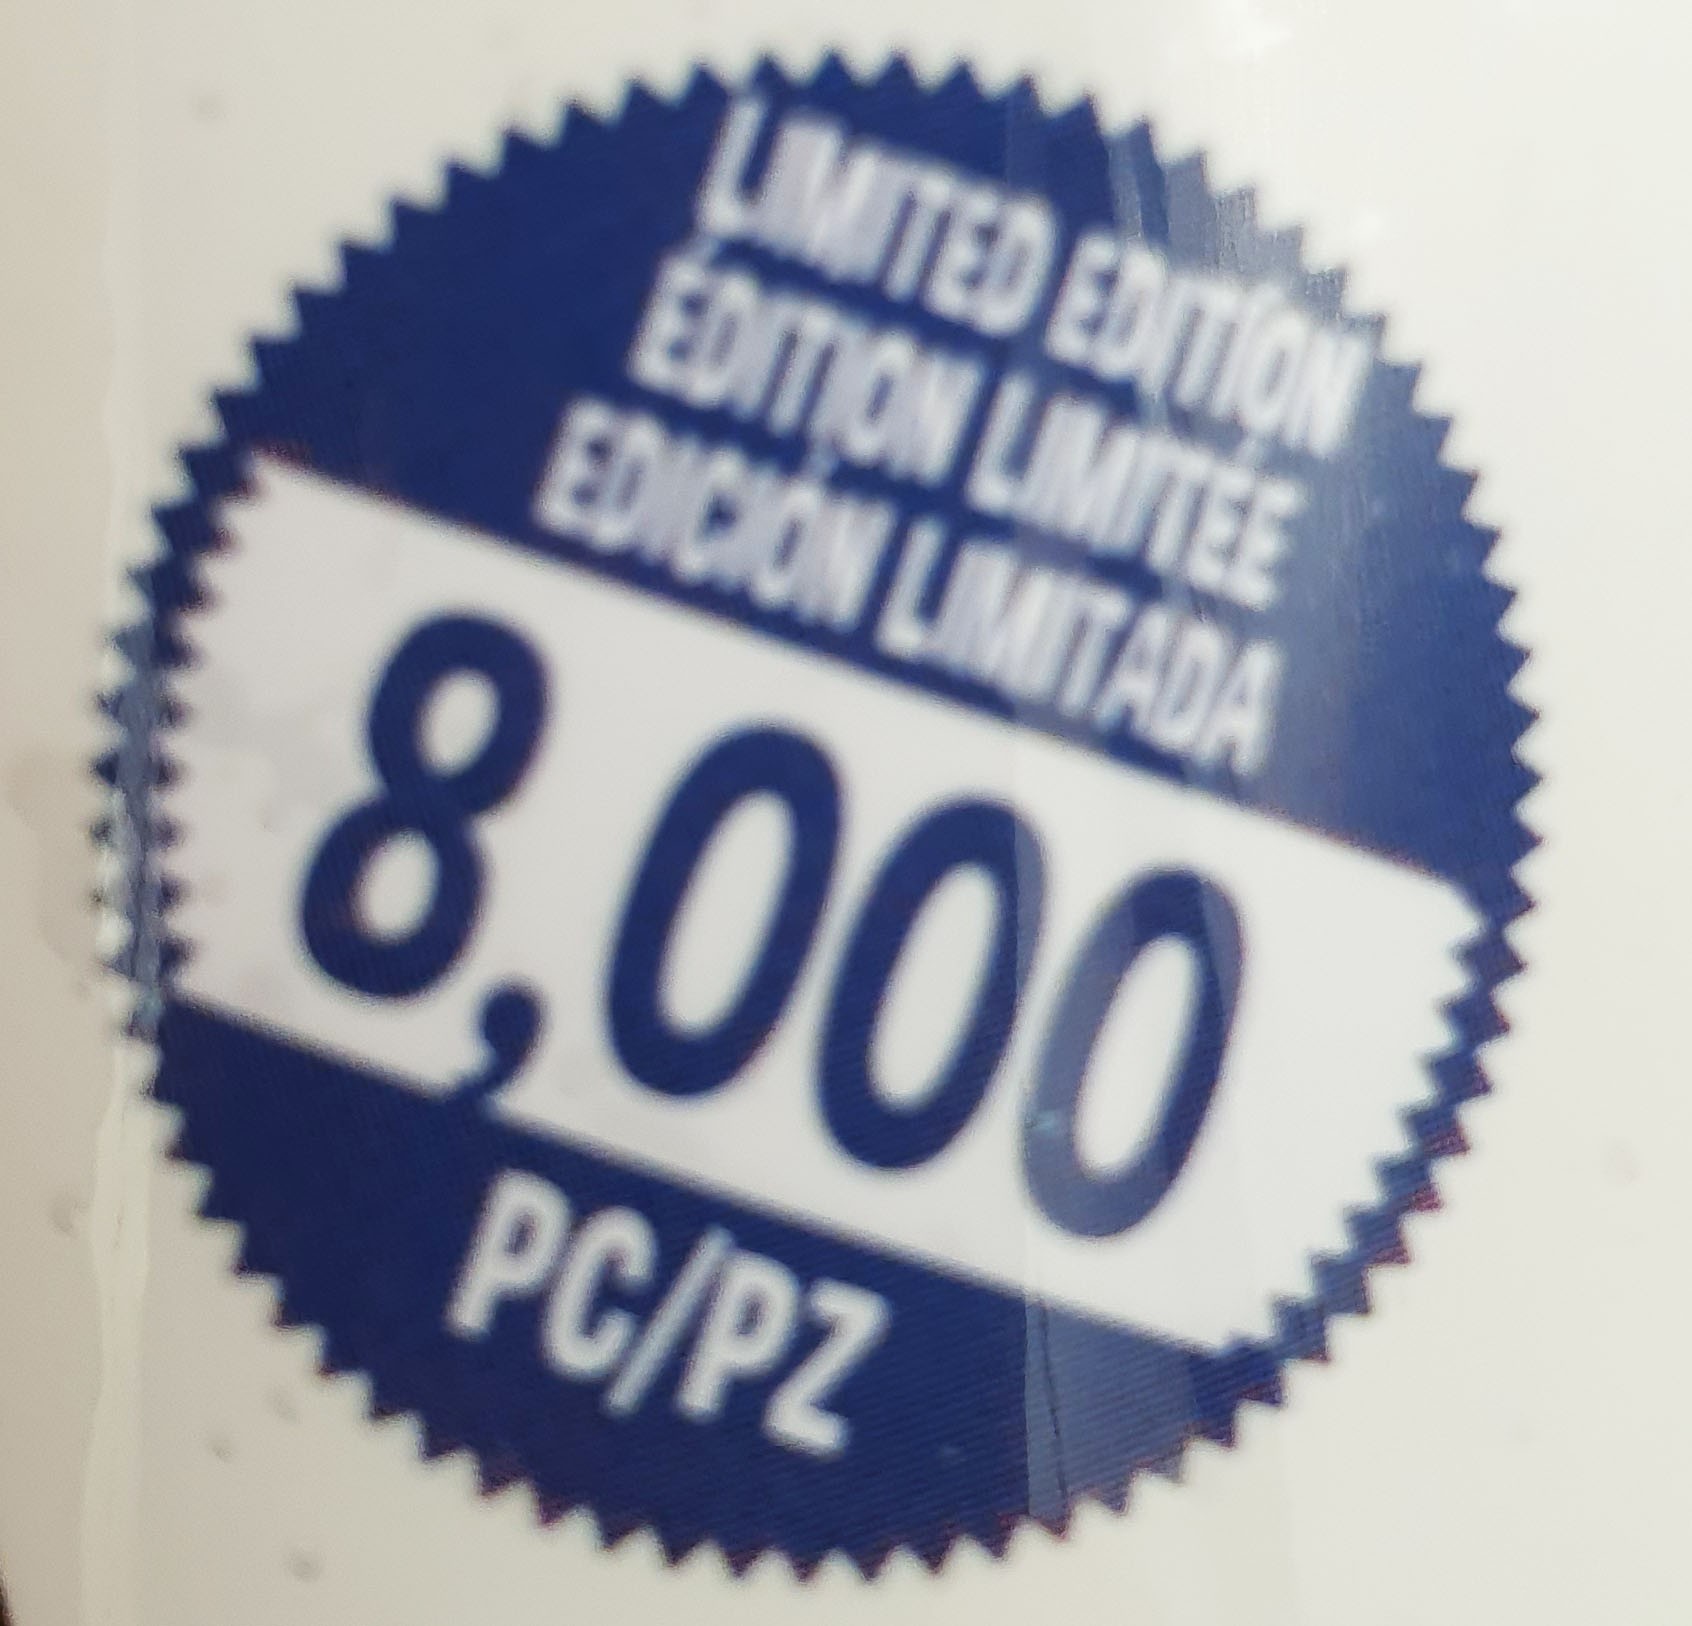 LIMITED EDITION
ÉDITION LIMITÉE
EDICIÓN LIMITADA
8,000
PC/PZ